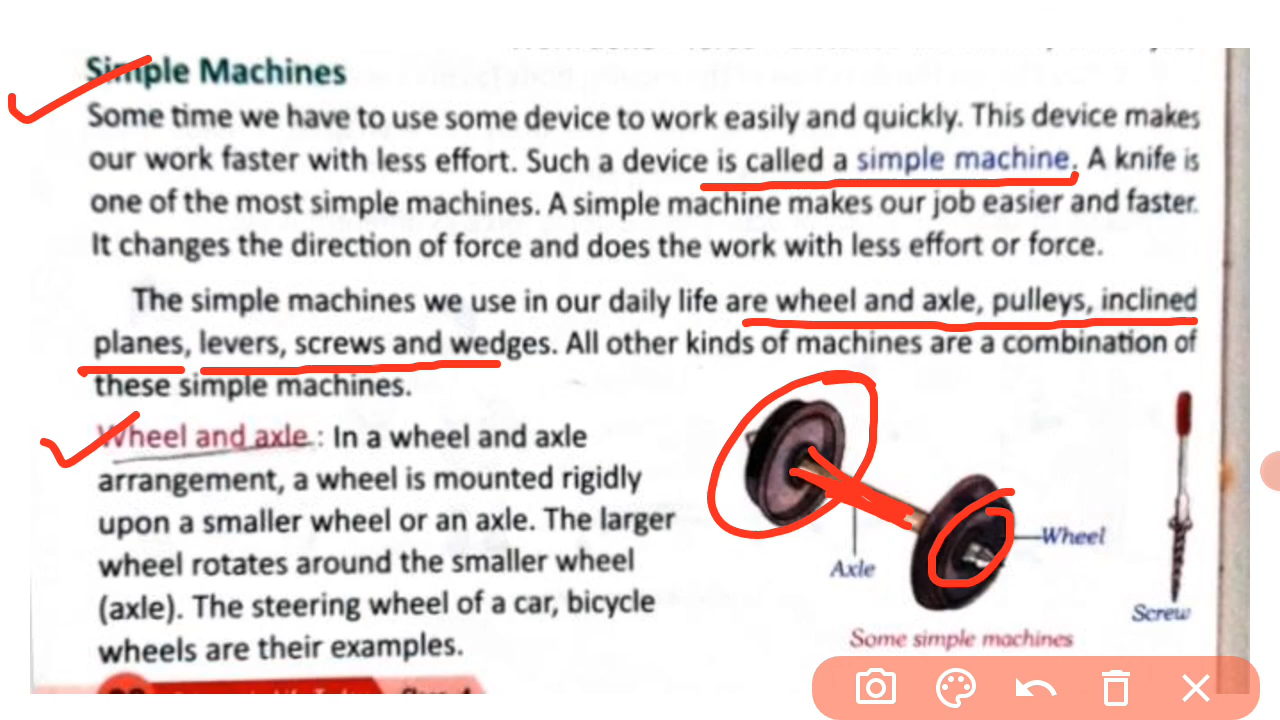 Simple Machines
Some time we have to use some device to work easily and quickly. This device makes
our work faster with less effort. Such a device is called a simple machine. A knife is
one of the most simple machines. A simple machine makes our job easier and faster.
It changes the direction of force and does the work with less effort or force.
The simple machines we use in our daily life are wheel and axle, pulleys, inclined
planes, levers, screws and wedges. All other kinds of machines are a combination of
these simple machines.
Wheel and axle : In a wheel and axle
arrangement, a wheel is mounted rigidly
upon a smaller wheel or an axle. The larger
wheel rotates around the smaller wheel
(axle). The steering wheel of a car, bicycle
wheels are their examples.
Axle
Wheel
Screw
Some simple machines